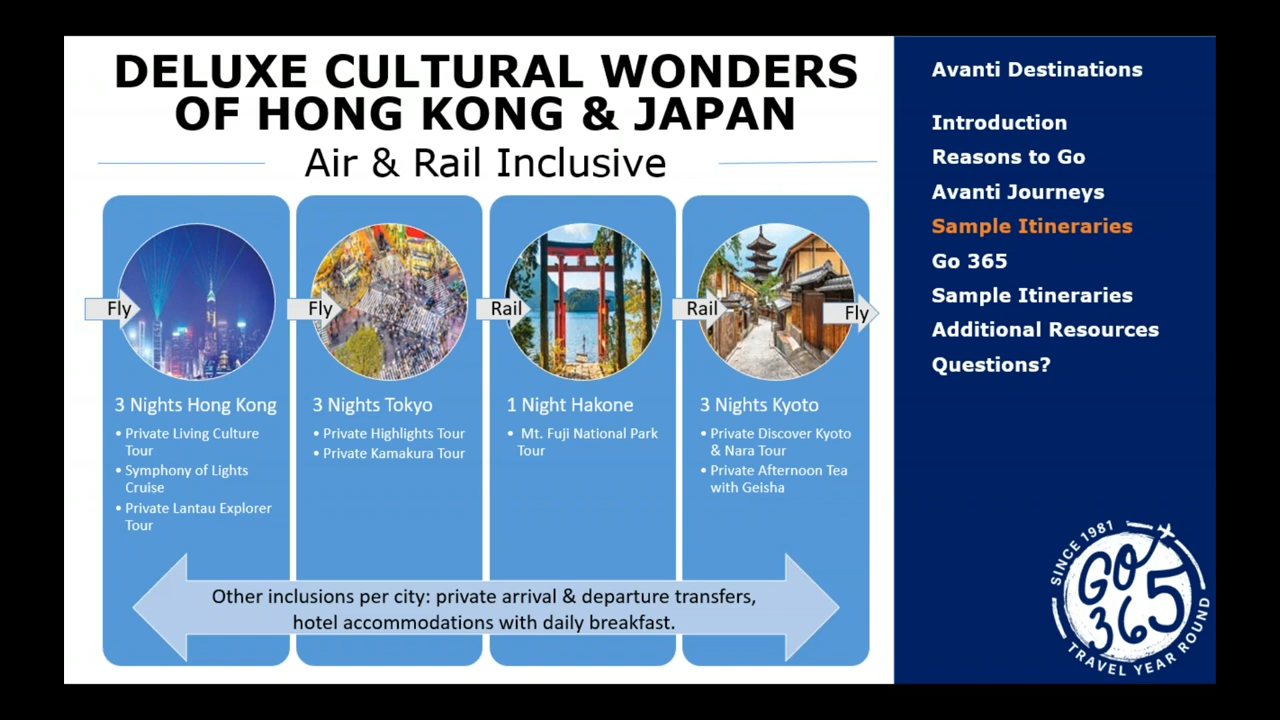 DELUXE CULTURAL WONDERS
OF HONG KONG & JAPAN
Air & Rail Inclusive
Fly
3 Nights Hong Kong
• Private Living Culture
Tour
• Symphony of Lights
Cruise
• Private Lantau Explorer
Tour
Fly
3 Nights Tokyo
• Private Highlights Tour
• Private Kamakura Tour
Rail
1 Night Hakone
• Mt. Fuji National Park
Tour
Rail
Fly
3 Nights Kyoto
• Private Discover Kyoto
& Nara Tour
• Private Afternoon Tea
with Geisha
Other inclusions per city: private arrival & departure transfers,
hotel accommodations with daily breakfast.
Avanti Destinations
Introduction
Reasons to Go
Avanti Journeys
Sample Itineraries
Go 365
Sample Itineraries
Additional Resources
Questions?
SINCE 1981
GO
365
TRAVEL YEAR ROUND